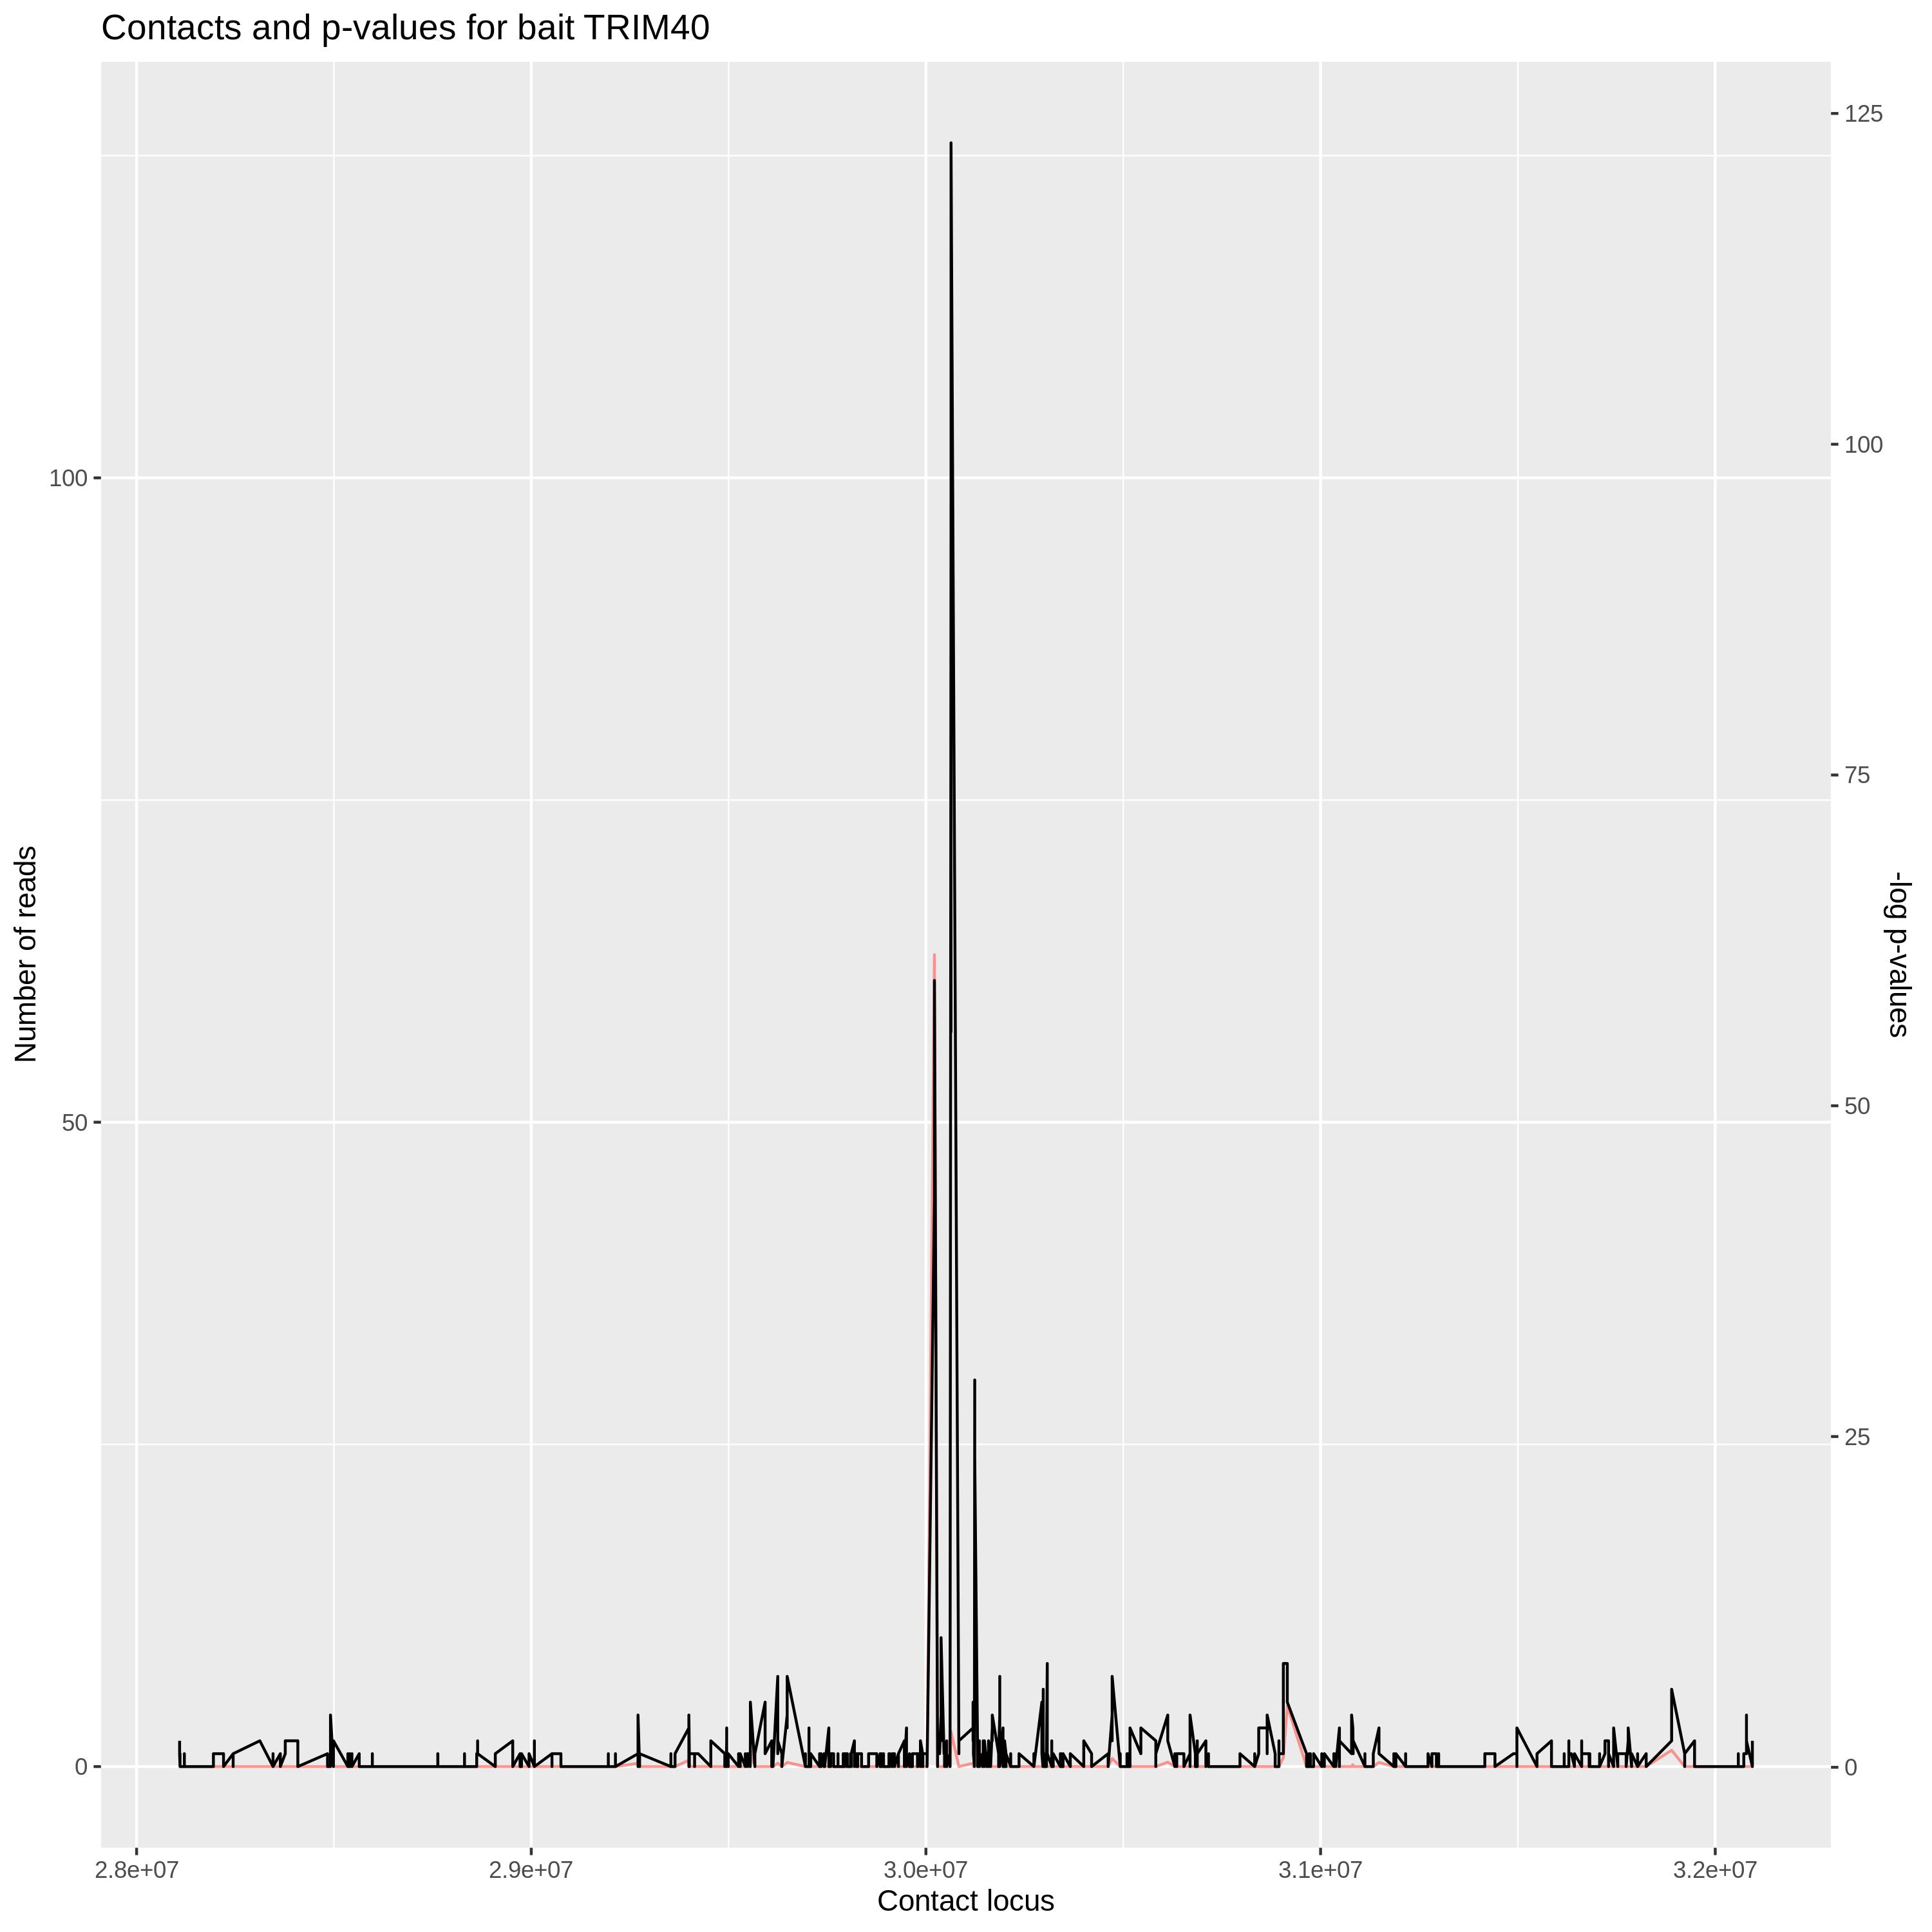 Contacts and p-values for bait TRIM40
Number of reads
100
50
0
125
100
75
50
25
0
-log p-values
2.8e+07
2.9e+07
3.0e+07
3.1e+07
3.2e+07
Contact locus